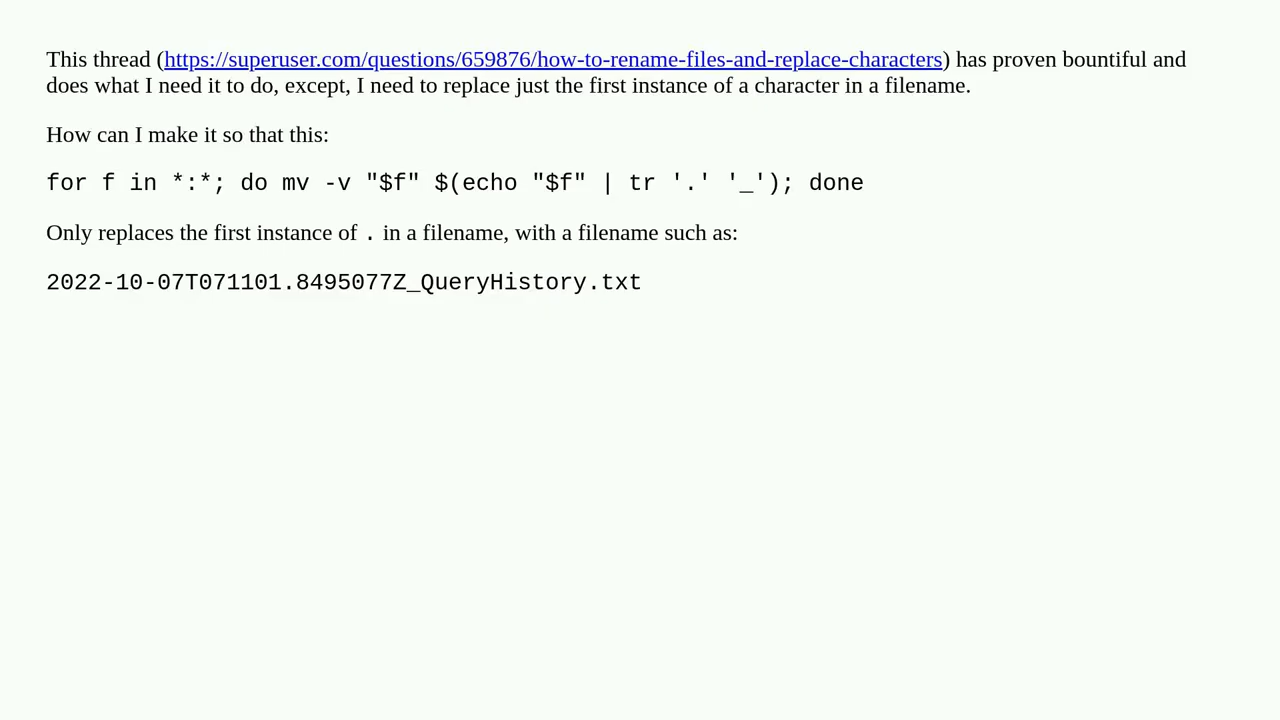 This thread (https://superuser.com/questions/659876/how-to-rename-files-and-replace-characters) has proven bountiful and
does what I need it to do, except, I need to replace just the first instance of a character in a filename.
How can I make it so that this:
for f in *:*; do mv -v "$f" $(echo "$f" | tr '.' '_'); done
Only replaces the first instance of . in a filename, with a filename such as:
2022-10-07T071101.8495077Z_QueryHistory.txt